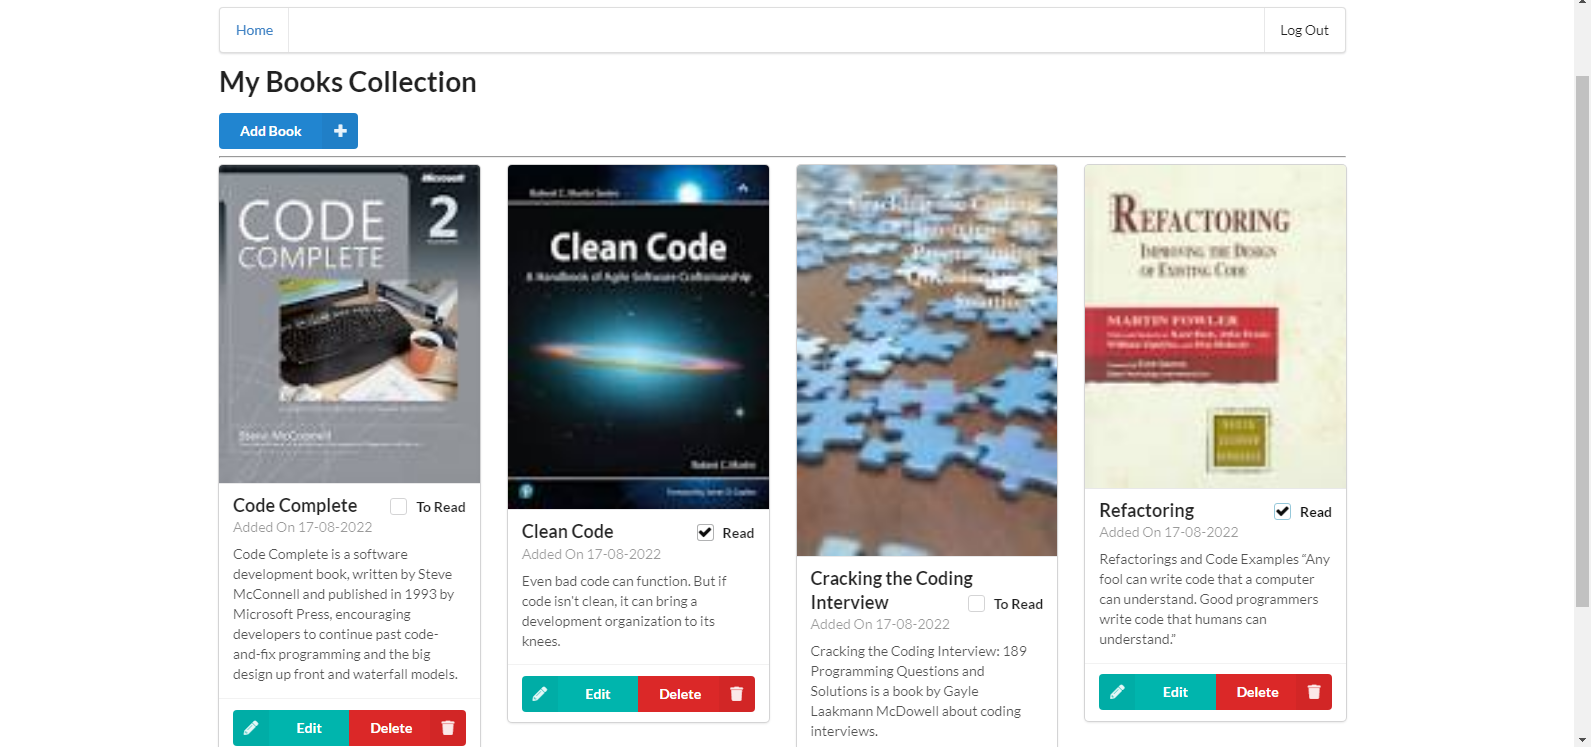 Home
Log Out
My Books Collection
Add Book
Microsoft
CODE
COMPLETE
2
Steve McConnell
Code Complete
To Read
Added On 17-08-2022
Code Complete is a software
development book, written by Steve
McConnell and published in 1993 by
Microsoft Press, encouraging
developers to continue past code-
and-fix programming and the big
design up front and waterfall models.
Edit
Delete
Robert C. Martin Series
Clean Code
A Handbook of Agile Software Craftsmanship
Robert C. Martin
Clean Code
Read
Added On 17-08-2022
Even bad code can function. But if
code isn't clean, it can bring a
development organization to its
knees.
Edit
Delete
Cracking the Coding
Programming
Solutions
Cracking the Coding
Interview
To Read
Added On 17-08-2022
Cracking the Coding Interview: 189
Programming Questions and
Solutions is a book by Gayle
Laakmann McDowell about coding
interviews.
REFACTORING
IMPROVING THE DESIGN
OF EXISTING CODE
MARTIN FOWLER
Refactoring
Read
Added On 17-08-2022
Refactorings and Code Examples “Any
fool can write code that a computer
can understand. Good programmers
write code that humans can
understand.”
Edit
Delete